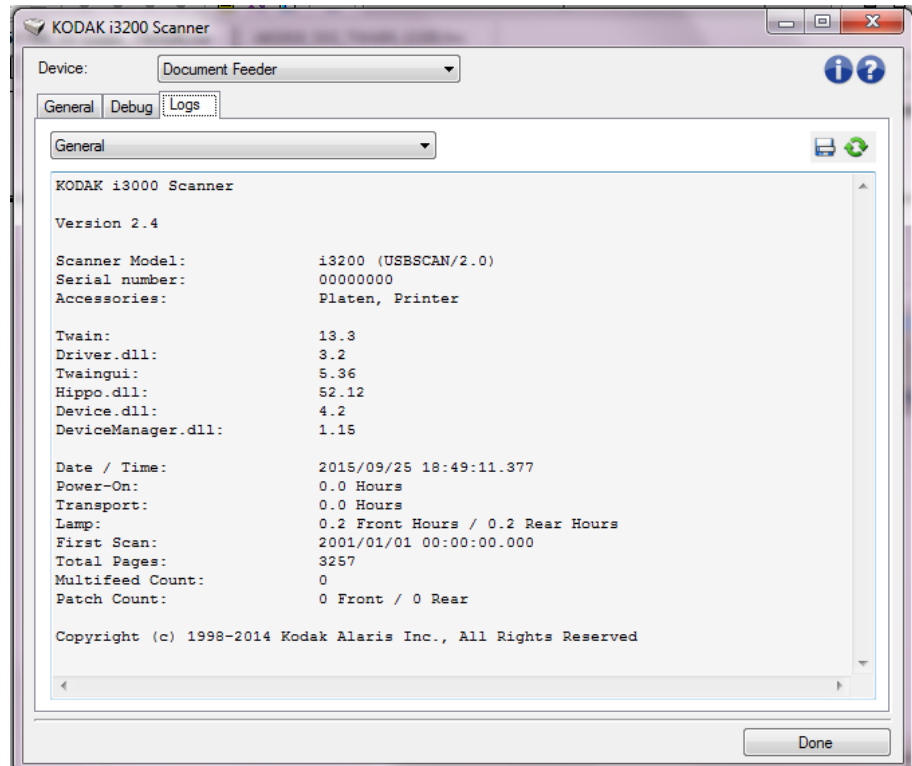 KODAK i3200 Scanner
Device: Document Feeder
General Debug Logs
General
KODAK i3000 Scanner
Version 2.4
Scanner Model: i3200 (USBSCAN/2.0)
Serial number: 00000000
Accessories: Platen, Printer
Twain: 13.3
Driver.dll: 3.2
Twaingui: 5.36
Hippo.dll: 52.12
Device.dll: 4.2
DeviceManager.dll: 1.15
Date / Time: 2015/09/25 18:49:11.377
Power-On: 0.0 Hours
Transport: 0.0 Hours
Lamp: 0.2 Front Hours / 0.2 Rear Hours
First Scan: 2001/01/01 00:00:00.000
Total Pages: 3257
Multifeed Count: 0
Patch Count: 0 Front / 0 Rear
Copyright (c) 1998-2014 Kodak Alaris Inc., All Rights Reserved
Done